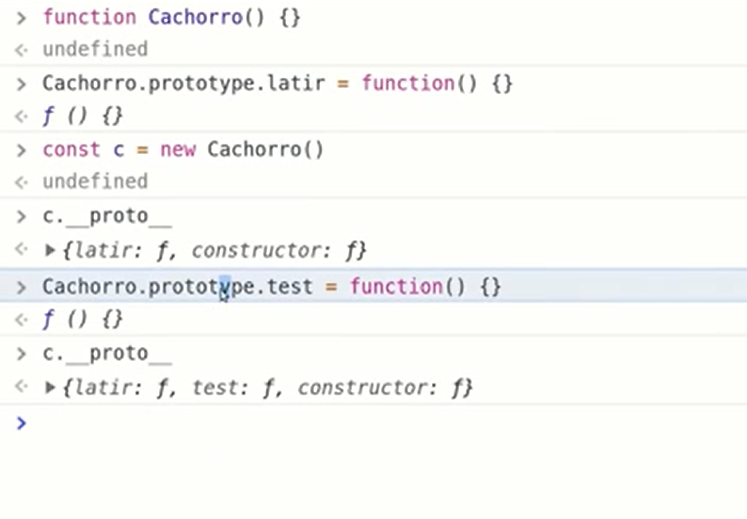 > function Cachorro() {}
<· undefined
> Cachorro.prototype.latir = function() {}
<· ƒ () {}
> const c = new Cachorro()
<· undefined
> c.__proto__
<· ▶{latir: ƒ, constructor: ƒ}
> Cachorro.prototype.test = function() {}
<· ƒ () {}
> c.__proto__
<· ▶{latir: ƒ, test: ƒ, constructor: ƒ}
>